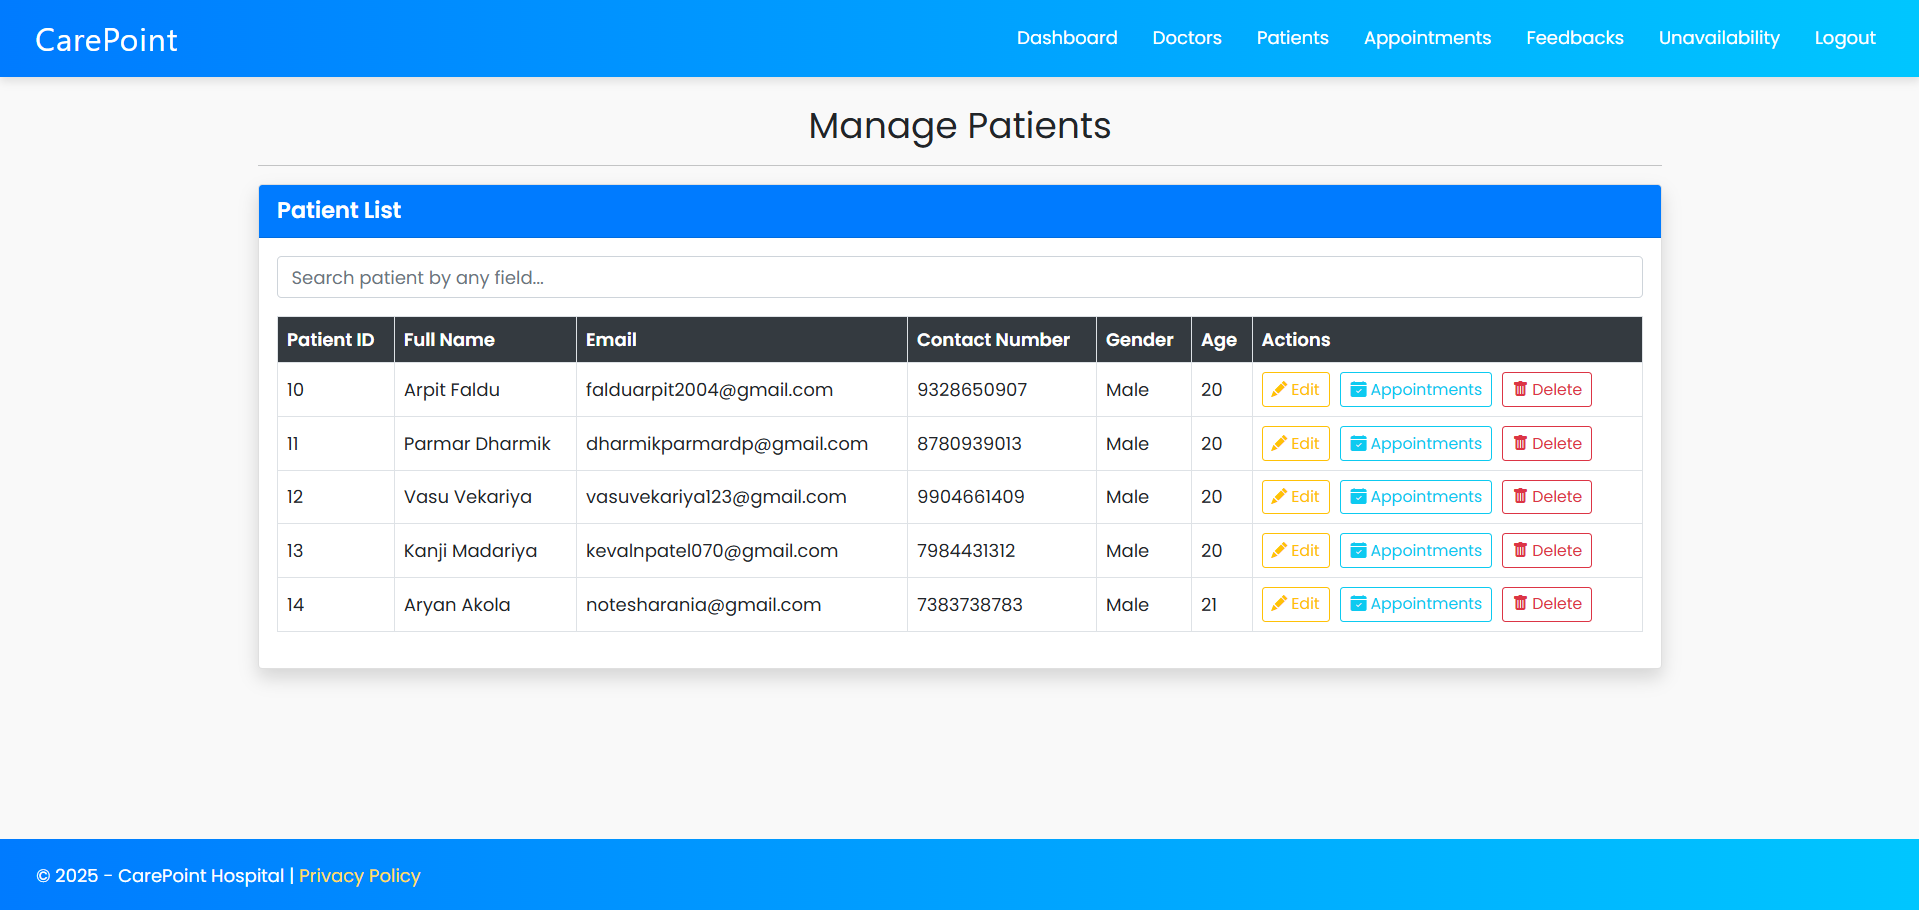 CarePoint
Dashboard Doctors Patients Appointments Feedbacks Unavailability Logout
Manage Patients
Patient List
Search patient by any field...
Patient ID Full Name Email Contact Number Gender Age Actions
10 Arpit Faldu falduarpit2004@gmail.com 9328650907 Male 20 Edit Appointments Delete
11 Parmar Dharmik dharmikparmardp@gmail.com 8780939013 Male 20 Edit Appointments Delete
12 Vasu Vekariya vasuvekariya123@gmail.com 9904661409 Male 20 Edit Appointments Delete
13 Kanji Madariya kevalnpatel070@gmail.com 7984431312 Male 20 Edit Appointments Delete
14 Aryan Akola notesharania@gmail.com 7383738783 Male 21 Edit Appointments Delete
© 2025 - CarePoint Hospital | Privacy Policy